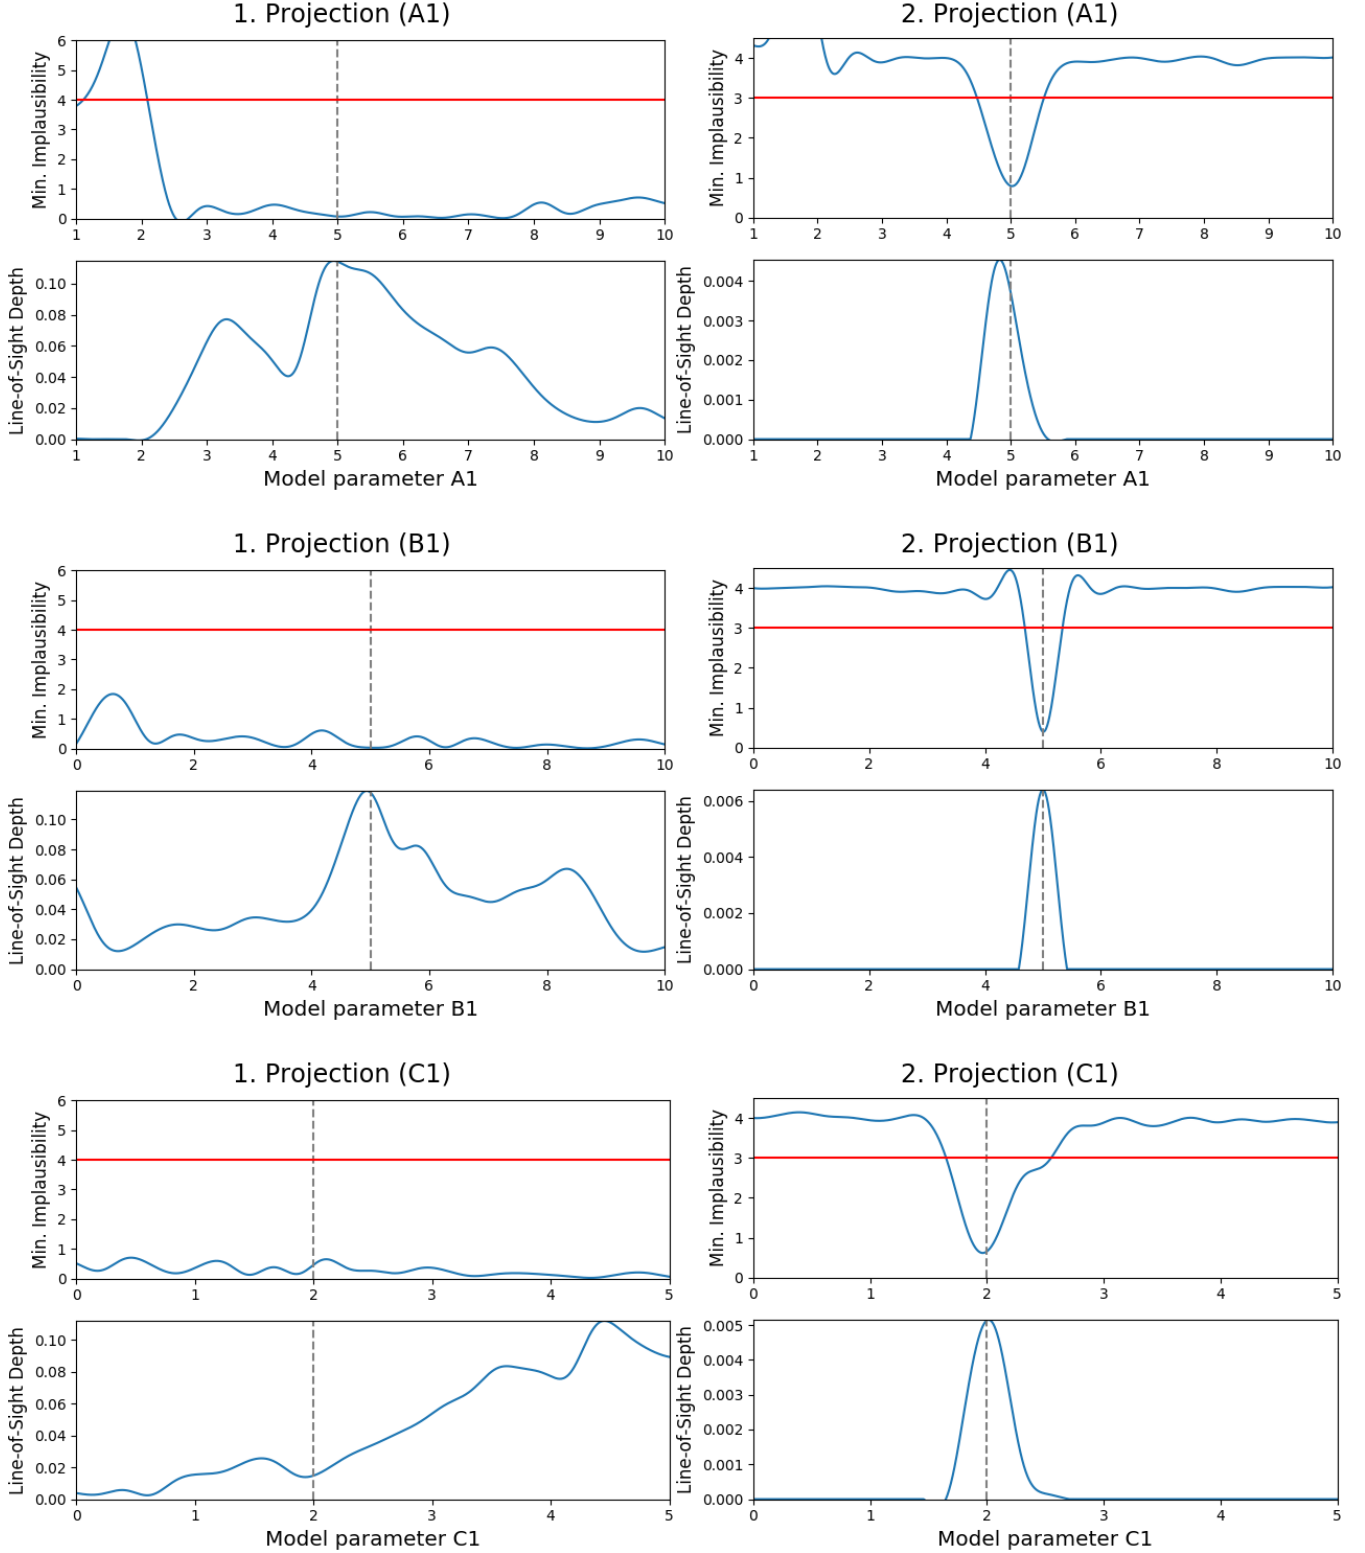 1. Projection (A1)
2. Projection (A1)
Min. Implausibility
6
5
4
3
2
1
0
1 2 3 4 5 6 7 8 9 10
Min. Implausibility
4
3
2
1
0
1 2 3 4 5 6 7 8 9 10
Line-of-Sight Depth
0.10
0.08
0.06
0.04
0.02
0.00
1 2 3 4 5 6 7 8 9 10
Model parameter A1
Line-of-Sight Depth
0.004
0.003
0.002
0.001
0.000
1 2 3 4 5 6 7 8 9 10
Model parameter A1
1. Projection (B1)
2. Projection (B1)
Min. Implausibility
6
5
4
3
2
1
0
0 2 4 6 8 10
Min. Implausibility
4
3
2
1
0
0 2 4 6 8 10
Line-of-Sight Depth
0.10
0.08
0.06
0.04
0.02
0.00
0 2 4 6 8 10
Model parameter B1
Line-of-Sight Depth
0.006
0.004
0.002
0.000
0 2 4 6 8 10
Model parameter B1
1. Projection (C1)
2. Projection (C1)
Min. Implausibility
6
5
4
3
2
1
0
0 1 2 3 4 5
Min. Implausibility
4
3
2
1
0
0 1 2 3 4 5
Line-of-Sight Depth
0.10
0.08
0.06
0.04
0.02
0.00
0 1 2 3 4 5
Model parameter C1
Line-of-Sight Depth
0.005
0.004
0.003
0.002
0.001
0.000
0 1 2 3 4 5
Model parameter C1